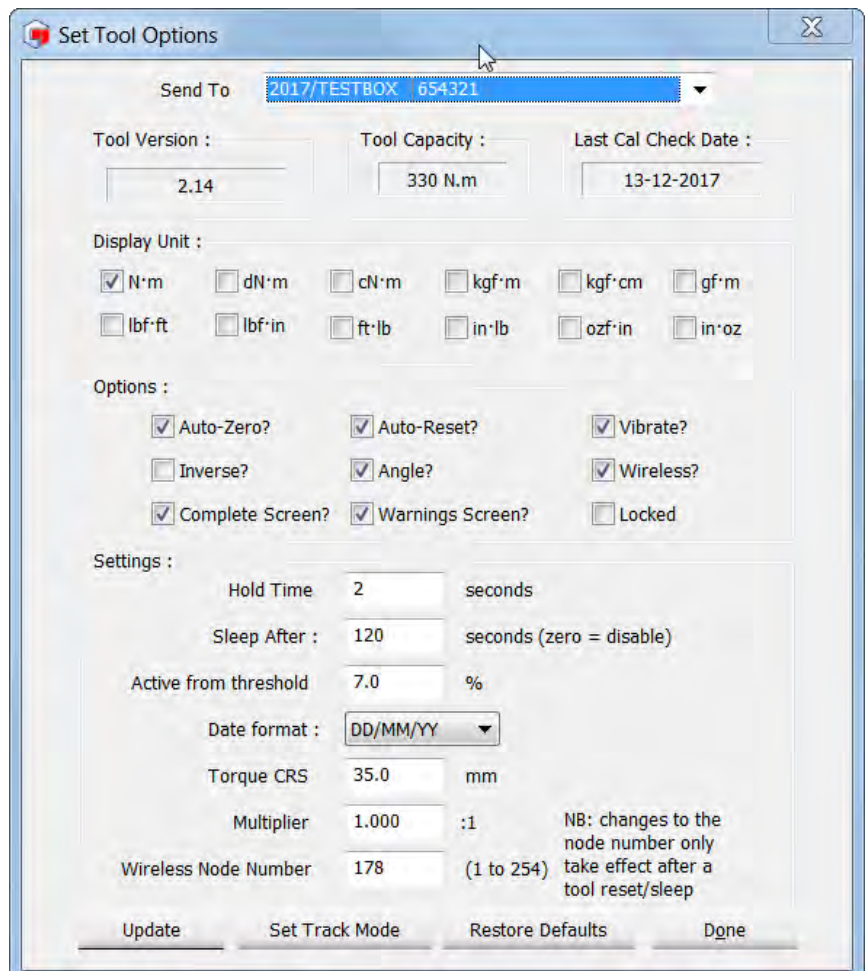 Set Tool Options
Send To 2017/TESTBOX 654321
Tool Version : Tool Capacity : Last Cal Check Date :
2.14 330 N.m 13-12-2017
Display Unit :
N·m dN·m cN·m kgf·m kgf·cm gf·m
lbf·ft lbf·in ft·lb in·lb ozf·in in·oz
Options :
Auto-Zero? Auto-Reset? Vibrate?
Inverse? Angle? Wireless?
Complete Screen? Warnings Screen? Locked
Settings :
Hold Time 2 seconds
Sleep After : 120 seconds (zero = disable)
Active from threshold 7.0 %
Date format : DD/MM/YY
Torque CRS 35.0 mm
Multiplier 1.000 :1 NB: changes to the
node number only
Wireless Node Number 178 (1 to 254) take effect after a
tool reset/sleep
Update Set Track Mode Restore Defaults Done